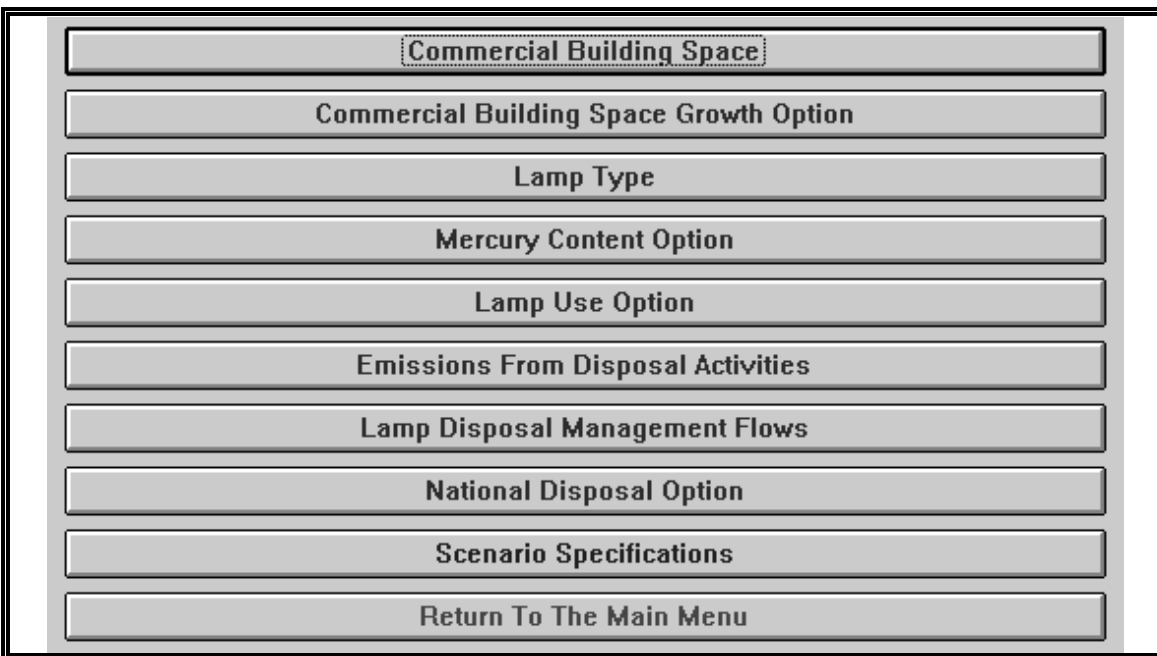 Commercial Building Space
Commercial Building Space Growth Option
Lamp Type
Mercury Content Option
Lamp Use Option
Emissions From Disposal Activities
Lamp Disposal Management Flows
National Disposal Option
Scenario Specifications
Return To The Main Menu